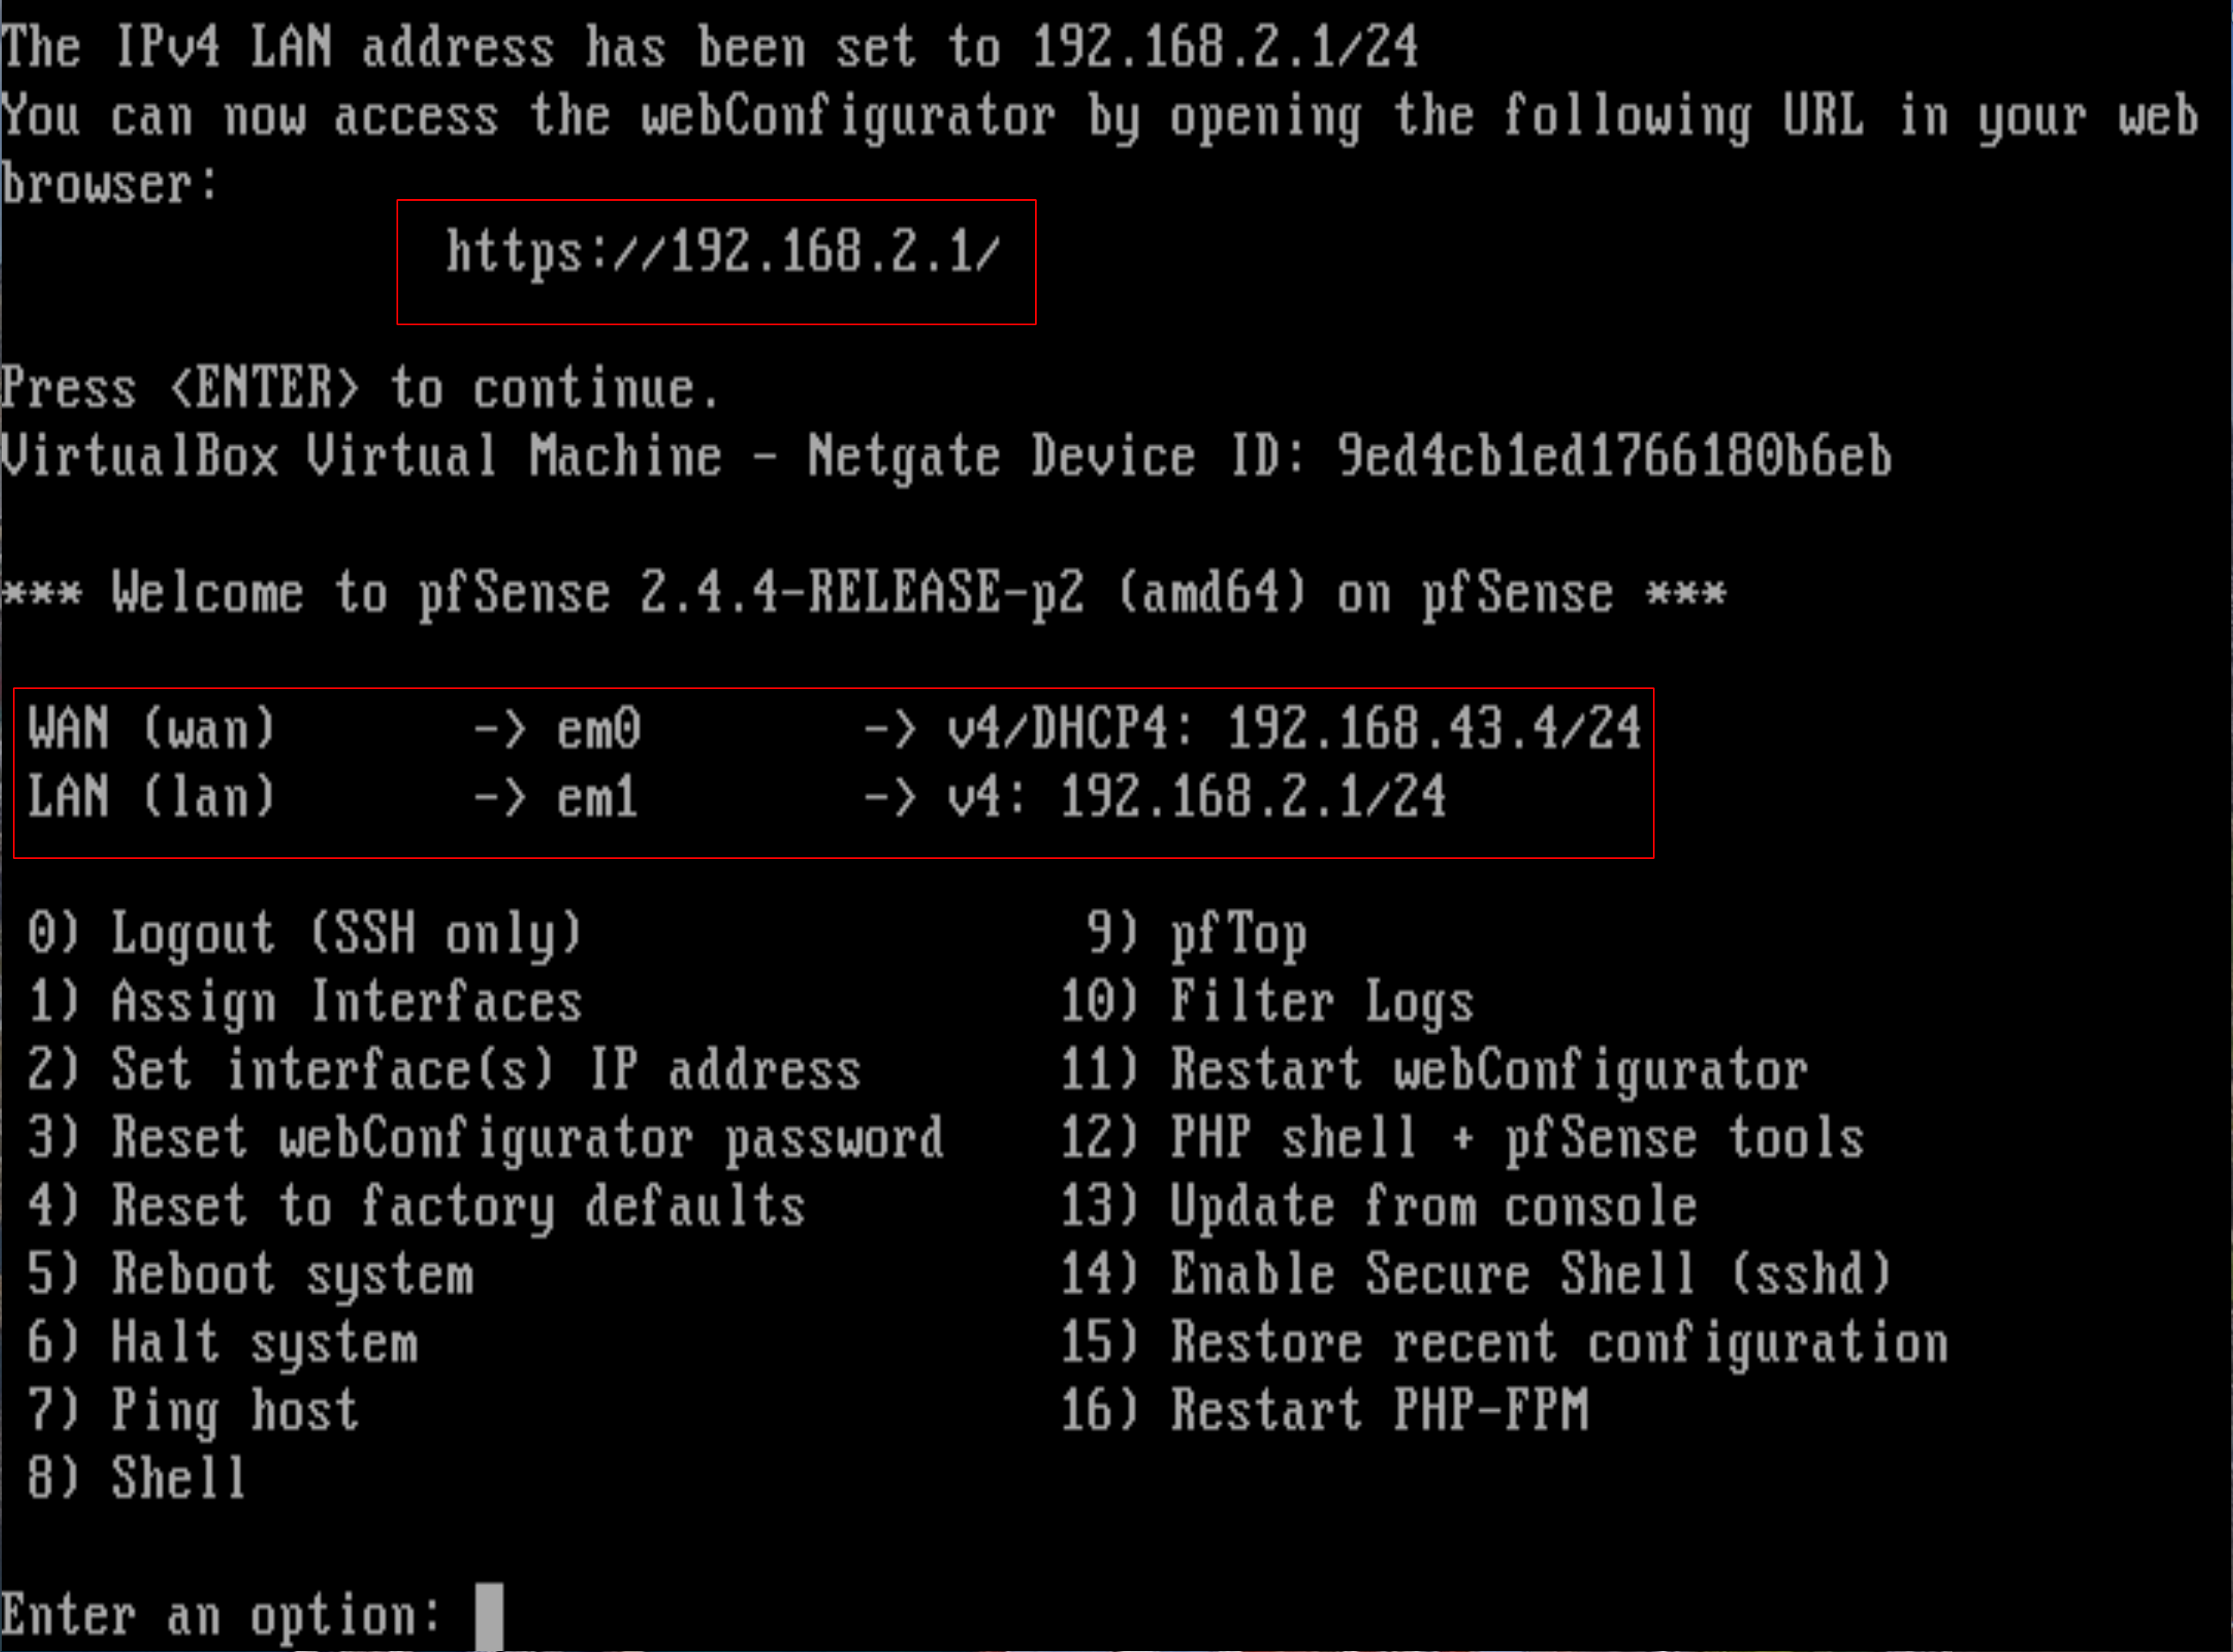 The IPv4 LAN address has been set to 192.168.2.1/24
You can now access the webConfigurator by opening the following URL in your web
browser:
https://192.168.2.1/
Press <ENTER> to continue.
VirtualBox Virtual Machine - Netgate Device ID: 9ed4cb1ed1766180b6eb
*** Welcome to pfSense 2.4.4-RELEASE-p2 (amd64) on pfSense ***
WAN (wan) -> em0 -> v4/DHCP4: 192.168.43.4/24
LAN (lan) -> em1 -> v4: 192.168.2.1/24
0) Logout (SSH only) 9) pfTop
1) Assign Interfaces 10) Filter Logs
2) Set interface(s) IP address 11) Restart webConfigurator
3) Reset webConfigurator password 12) PHP shell + pfSense tools
4) Reset to factory defaults 13) Update from console
5) Reboot system 14) Enable Secure Shell (sshd)
6) Halt system 15) Restore recent configuration
7) Ping host 16) Restart PHP-FPM
8) Shell
Enter an option: